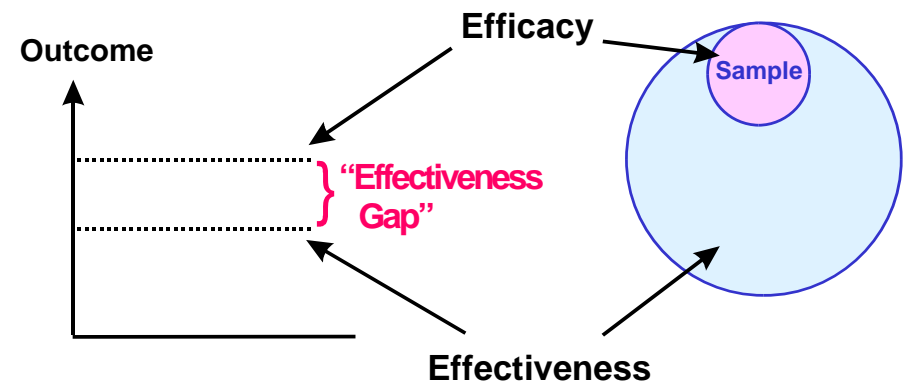 Efficacy
Outcome
Sample
“Effectiveness
Gap”
Effectiveness